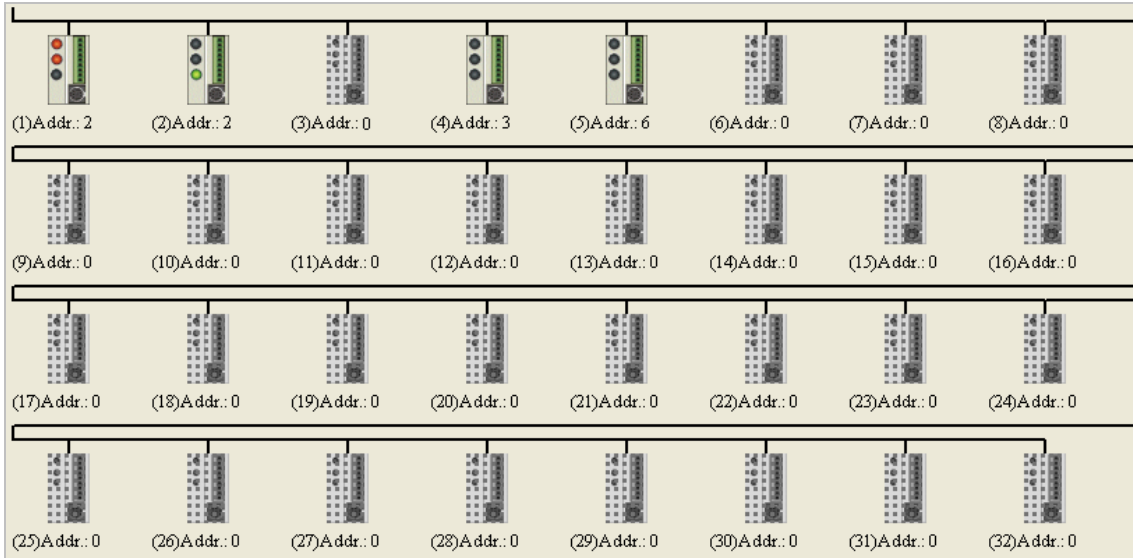 (1)Addr.: 2 (2)Addr.: 2 (3)Addr.: 0 (4)Addr.: 3 (5)Addr.: 6 (6)Addr.: 0 (7)Addr.: 0 (8)Addr.: 0
(9)Addr.: 0 (10)Addr.: 0 (11)Addr.: 0 (12)Addr.: 0 (13)Addr.: 0 (14)Addr.: 0 (15)Addr.: 0 (16)Addr.: 0
(17)Addr.: 0 (18)Addr.: 0 (19)Addr.: 0 (20)Addr.: 0 (21)Addr.: 0 (22)Addr.: 0 (23)Addr.: 0 (24)Addr.: 0
(25)Addr.: 0 (26)Addr.: 0 (27)Addr.: 0 (28)Addr.: 0 (29)Addr.: 0 (30)Addr.: 0 (31)Addr.: 0 (32)Addr.: 0